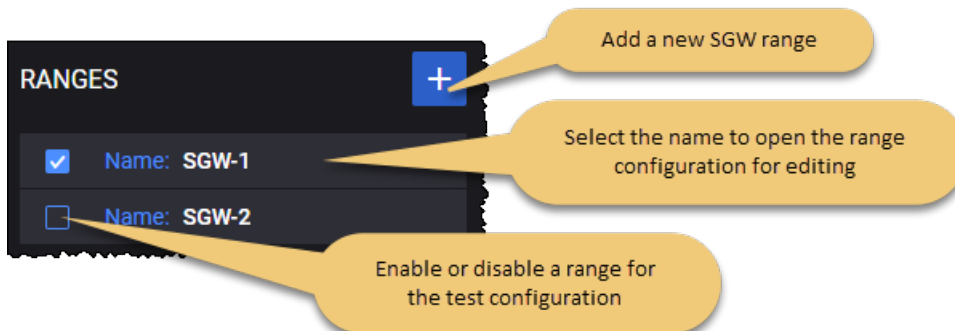 Add a new SGW range
RANGES
+
Select the name to open the range
configuration for editing
Name: SGW-1
Name: SGW-2
Enable or disable a range for
the test configuration